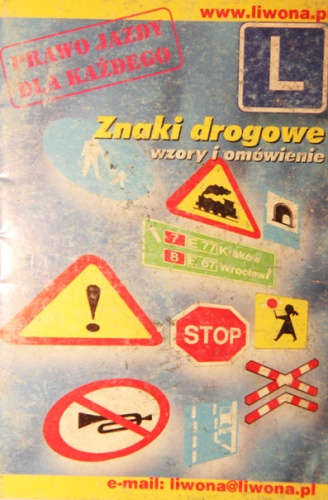 www.liwona.p
PRAWO JAZDY
DLA KAŻDEGO
L
Znaki drogowe
wzory i omówienie
7 E 77 Kraków
8 E 67 Wrocław
STOP
e-mail: liwona@liwona.pl